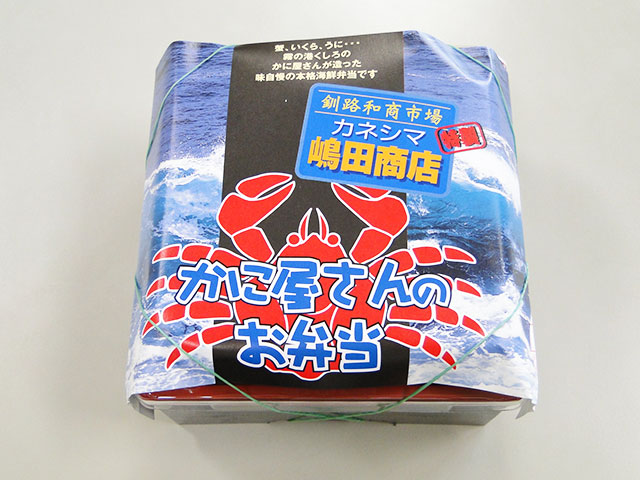 蟹、いくら、うに・・・
霧の港くしろの
かに屋さんが造った
味自慢の本格海鮮弁当です
釧路和商市場
カネシマ
嶋田商店
特製
かに屋さんの
お弁当